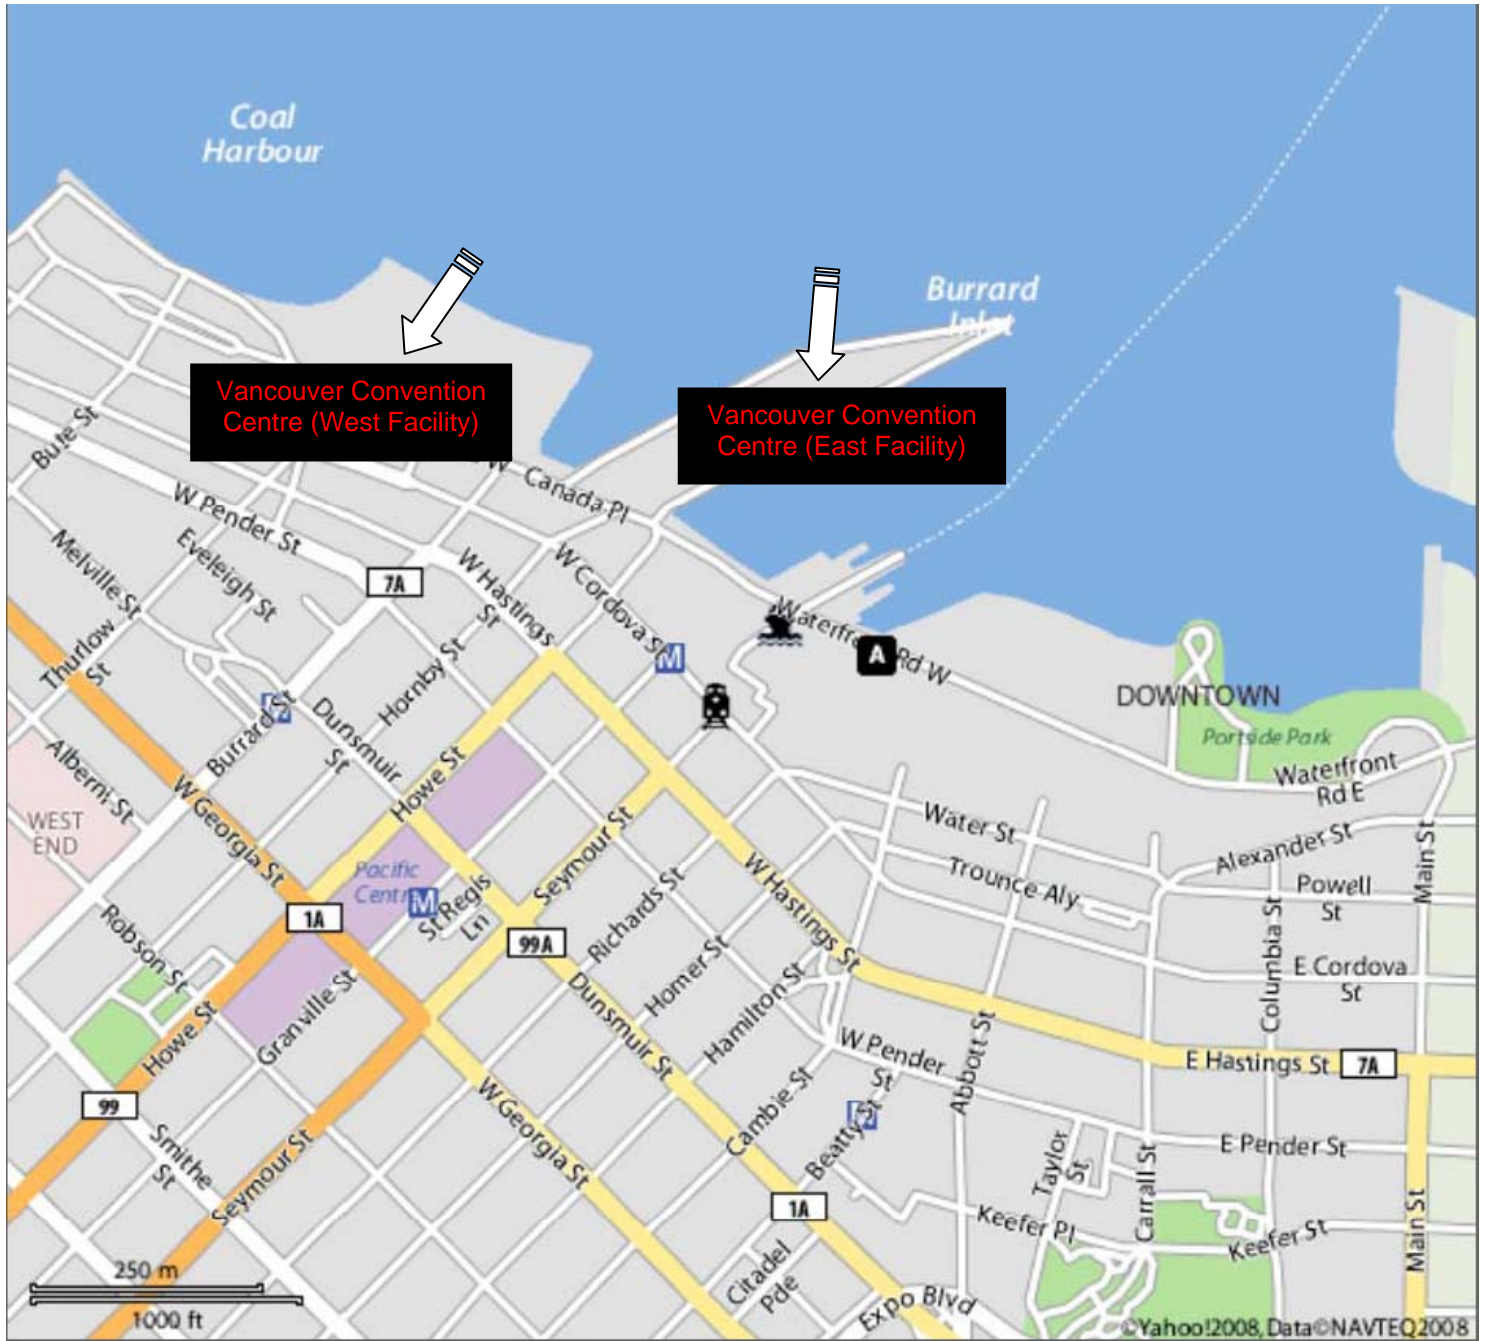 Coal
Harbour
Burrard
Inlet
Vancouver Convention
Centre (West Facility)
Vancouver Convention
Centre (East Facility)
Bute St
W
Canada Pl
W Pender St
Melville St
Eveleigh St
7A
W Hastings
St
W Cordova St
M
Waterfront Rd W
A
Thurlow
St
Hornby St
Burrard St
Dunsmuir
St
Howe St
DOWNTOWN
Portside Park
Waterfront
Rd E
Alberni St
WEST
END
W Georgia St
Pacific
Centre
M
St Regis
Ln
Seymour St
Water St
Alexander St
Main St
Trounce Aly
Powell
St
W Hastings St
1A
99A
Richards St
Robson St
Homer St
Hamilton St
Dunsmuir St
Columbia St
E Cordova
St
Howe St
Granville St
W Pender
St
Abbott St
E Hastings St
7A
99
Smithe
St
W Georgia St
Cambie St
Beatty St
Taylor
St
Carrall St
E Pender St
Seymour St
1A
Keefer Pl
Keefer St
Main St
Citadel
Pde
Expo Blvd
250 m
1000 ft
©Yahoo!2008, Data©NAVTEQ2008